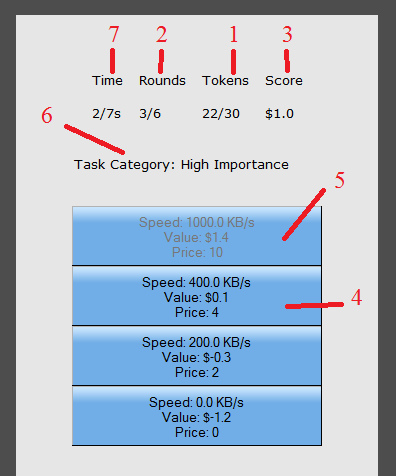 7 2 1 3
Time Rounds Tokens Score
2/7s 3/6 22/30 $1.0
6
Task Category: High Importance
5
Speed: 1000.0 KB/s
Value: $1.4
Price: 10
Speed: 400.0 KB/s
4
Value: $0.1
Price: 4
Speed: 200.0 KB/s
Value: $-0.3
Price: 2
Speed: 0.0 KB/s
Value: $-1.2
Price: 0